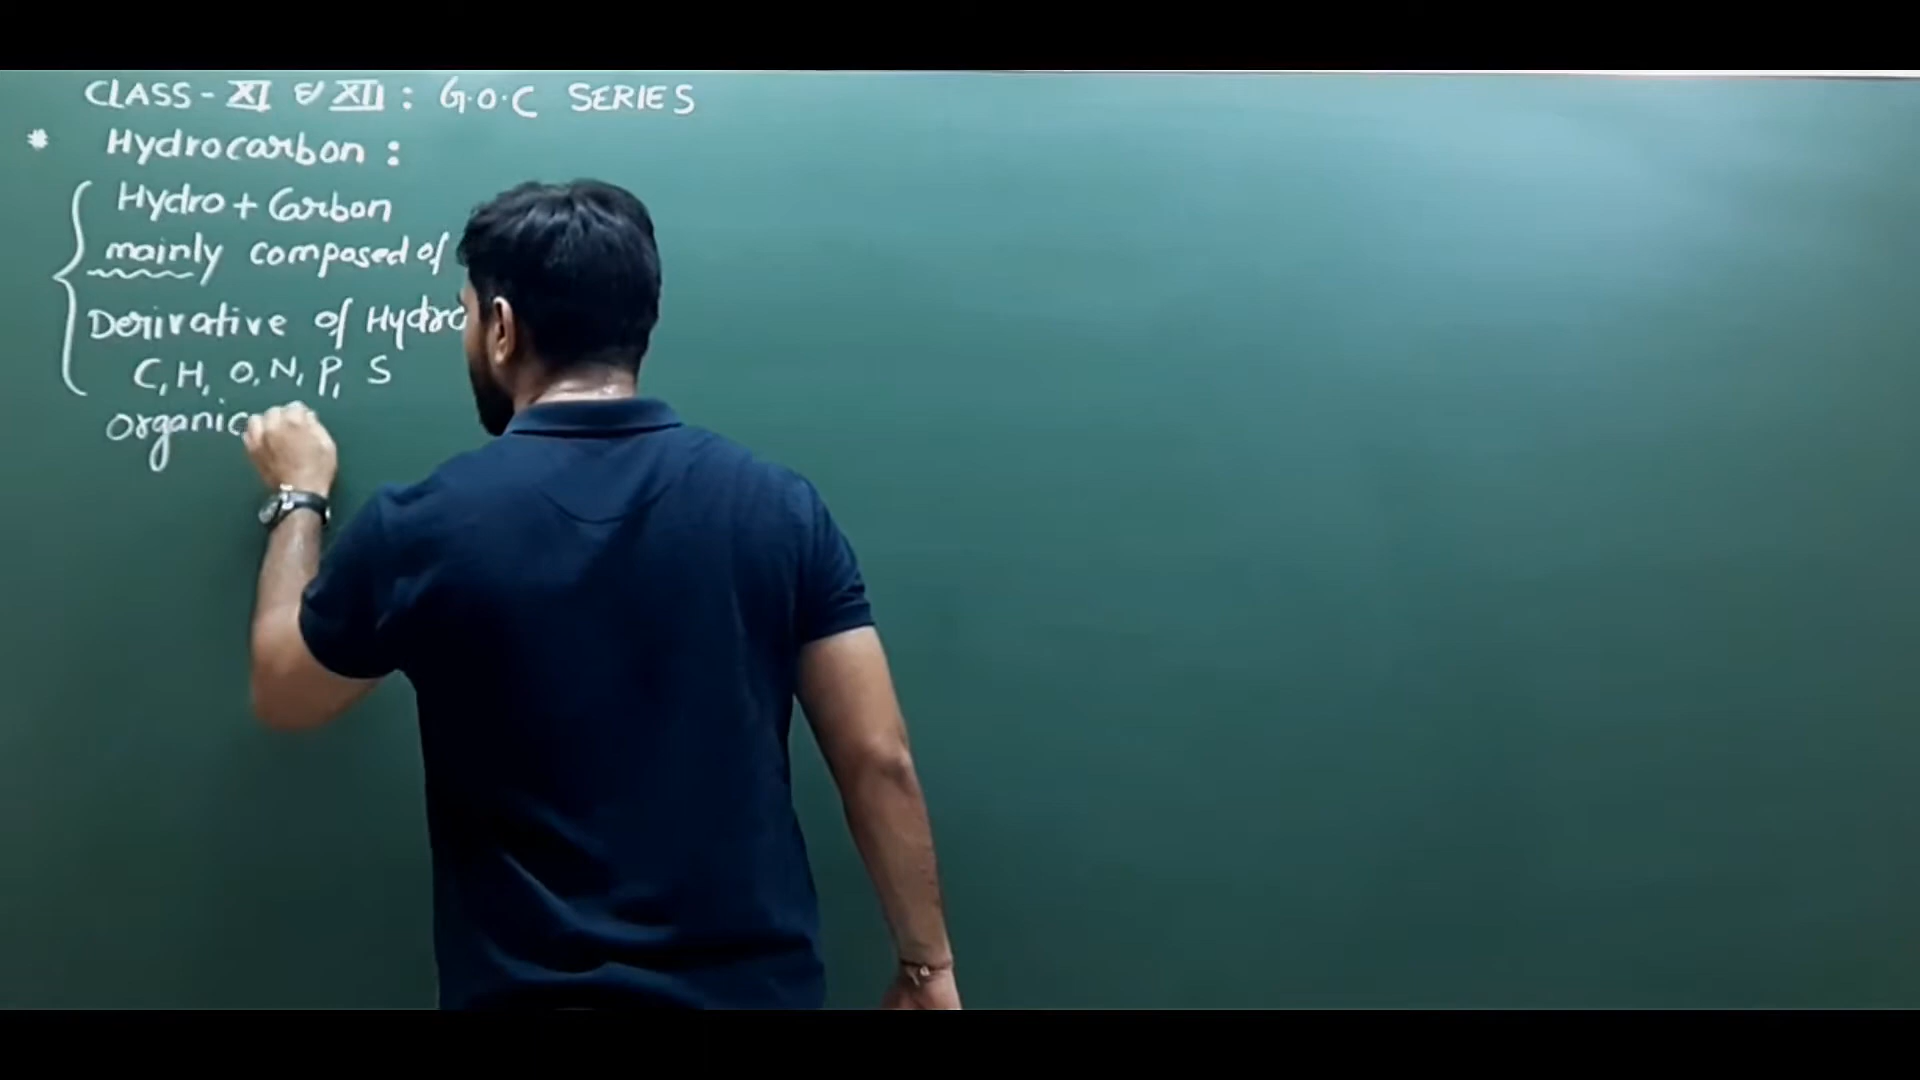 CLASS - XI & XII : G.O.C SERIES
* Hydrocarbon :
Hydro + Carbon
mainly composed of
Derivative of Hydro
C, H, O, N, P, S
organic